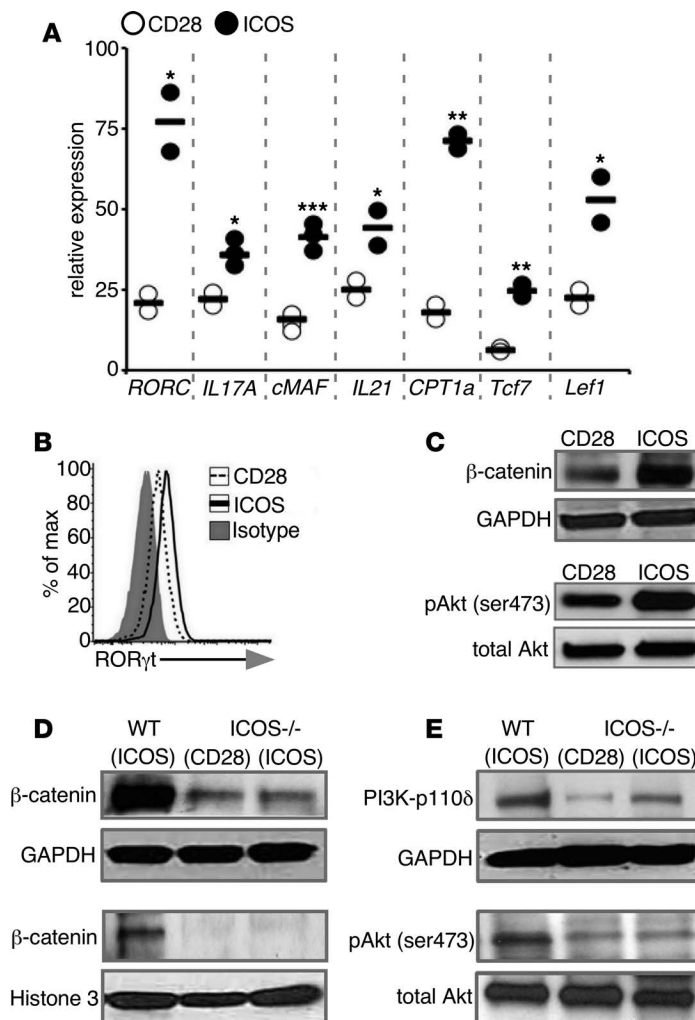 A
CD28 ICOS
relative expression
100
75
50
25
0
* * *** * ** ** *
RORC IL17A cMAF IL21 CPT1a Tcf7 Lef1
B
% of max
100
80
60
40
20
0
CD28
ICOS
Isotype
RORγt
C
CD28 ICOS
β-catenin
GAPDH
CD28 ICOS
pAkt (ser473)
total Akt
D
WT ICOS-/-
(ICOS) (CD28) (ICOS)
β-catenin
GAPDH
β-catenin
Histone 3
E
WT ICOS-/-
(ICOS) (CD28) (ICOS)
PI3K-p110δ
GAPDH
pAkt (ser473)
total Akt